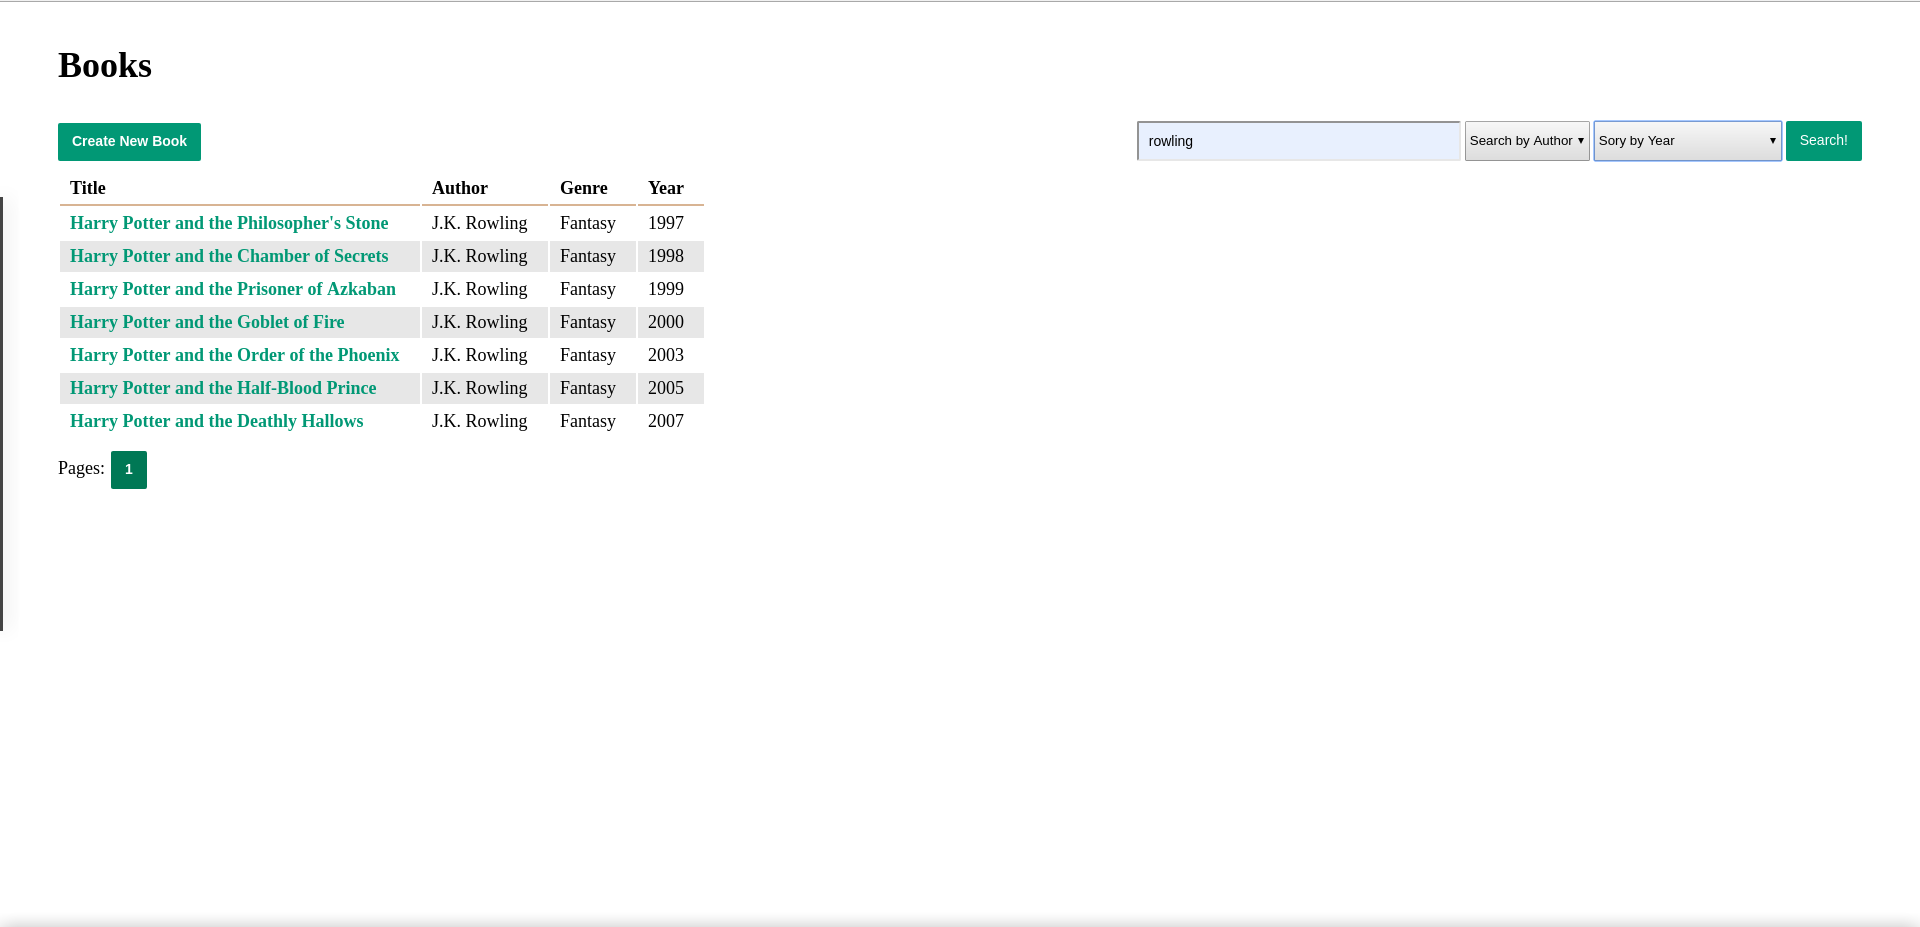 Books
Create New Book
rowling Search by Author Sory by Year Search!
Title Author Genre Year
Harry Potter and the Philosopher's Stone J.K. Rowling Fantasy 1997
Harry Potter and the Chamber of Secrets J.K. Rowling Fantasy 1998
Harry Potter and the Prisoner of Azkaban J.K. Rowling Fantasy 1999
Harry Potter and the Goblet of Fire J.K. Rowling Fantasy 2000
Harry Potter and the Order of the Phoenix J.K. Rowling Fantasy 2003
Harry Potter and the Half-Blood Prince J.K. Rowling Fantasy 2005
Harry Potter and the Deathly Hallows J.K. Rowling Fantasy 2007
Pages: 1